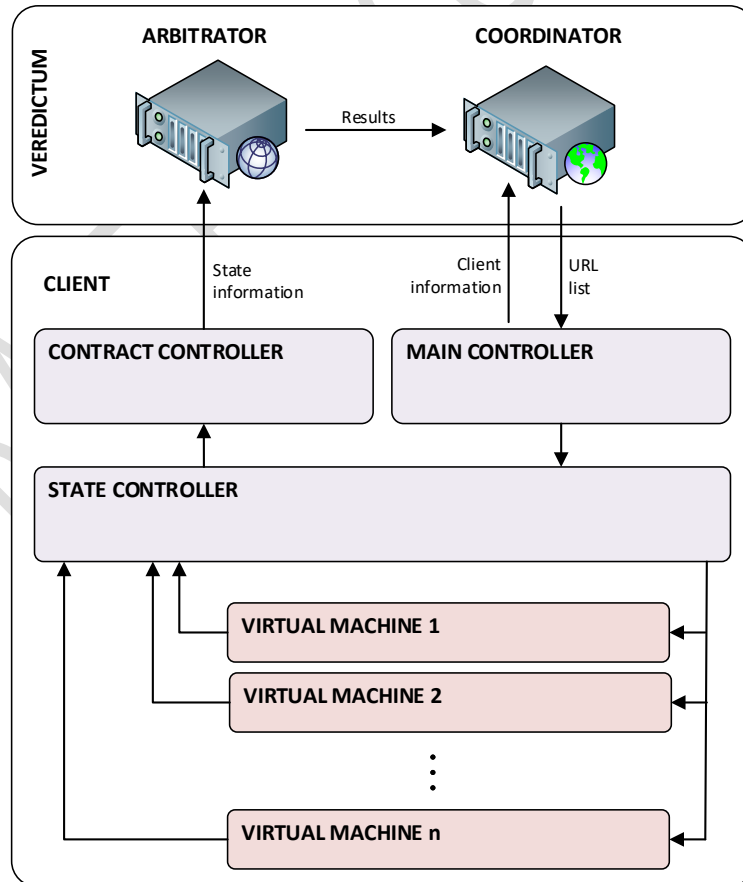 ARBITRATOR
COORDINATOR
VEREDICTUM
Results
CLIENT
State
information
Client
information
URL
list
CONTRACT CONTROLLER
MAIN CONTROLLER
STATE CONTROLLER
VIRTUAL MACHINE 1
VIRTUAL MACHINE 2
VIRTUAL MACHINE n